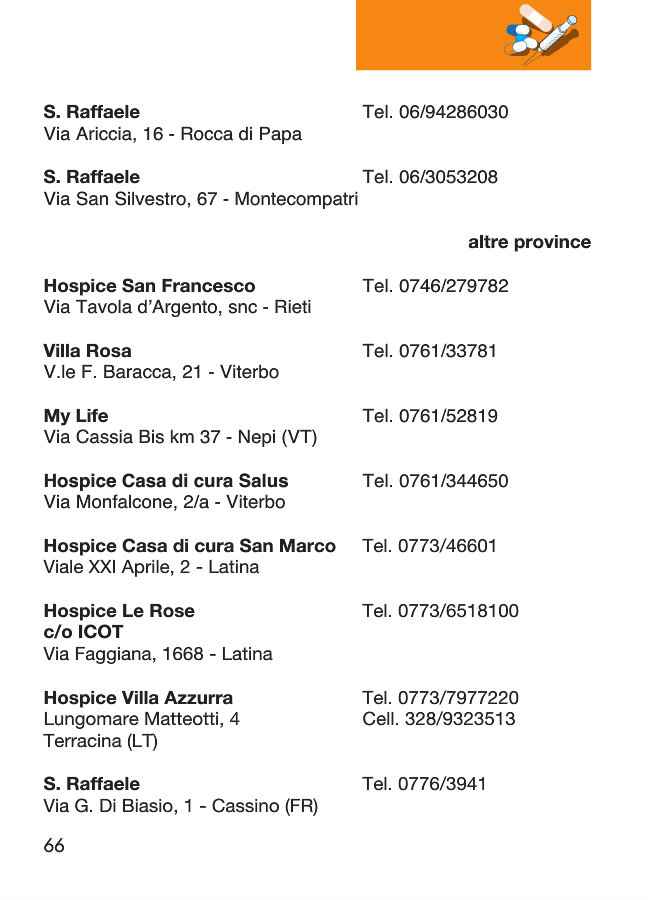 S. Raffaele Tel. 06/94286030
Via Ariccia, 16 - Rocca di Papa
S. Raffaele Tel. 06/3053208
Via San Silvestro, 67 - Montecompatri
altre province
Hospice San Francesco Tel. 0746/279782
Via Tavola d’Argento, snc - Rieti
Villa Rosa Tel. 0761/33781
V.le F. Baracca, 21 - Viterbo
My Life Tel. 0761/52819
Via Cassia Bis km 37 - Nepi (VT)
Hospice Casa di cura Salus Tel. 0761/344650
Via Monfalcone, 2/a - Viterbo
Hospice Casa di cura San Marco Tel. 0773/46601
Viale XXI Aprile, 2 - Latina
Hospice Le Rose Tel. 0773/6518100
c/o ICOT
Via Faggiana, 1668 - Latina
Hospice Villa Azzurra Tel. 0773/7977220
Lungomare Matteotti, 4 Cell. 328/9323513
Terracina (LT)
S. Raffaele Tel. 0776/3941
Via G. Di Biasio, 1 - Cassino (FR)
66